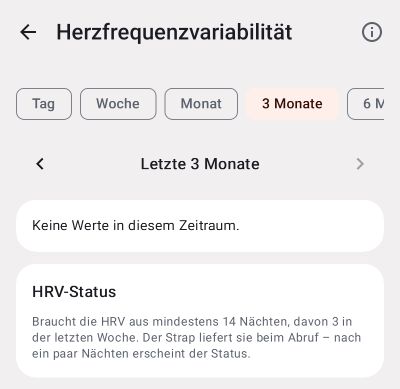 Herzfrequenzvariabilität
Tag Woche Monat 3 Monate 6 M
Letzte 3 Monate
Keine Werte in diesem Zeitraum.
HRV-Status
Braucht die HRV aus mindestens 14 Nächten, davon 3 in
der letzten Woche. Der Strap liefert sie beim Abruf – nach
ein paar Nächten erscheint der Status.